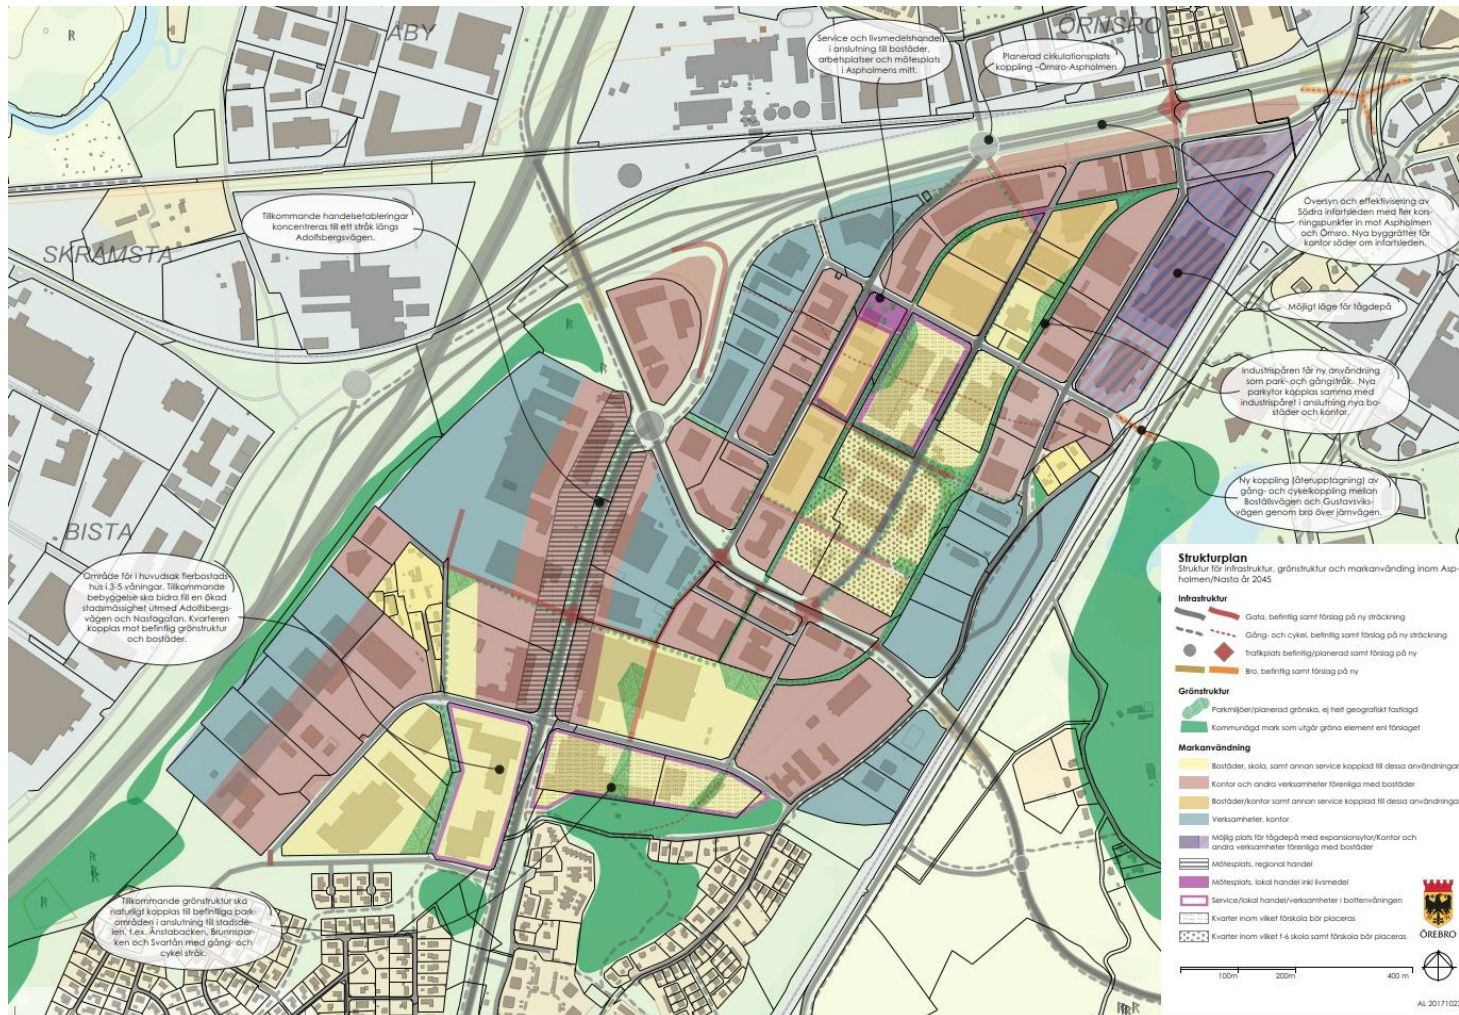 ÅBY
ÖRNSRO
Service och livsmedelshandel
i anslutning till bostäder,
arbetsplatser och mötesplats
i Aspholmens mitt.
Planerad cirkulationsplats
koppling –Örnsro-Aspholmen
Tillkommande handelsetableringar
koncentreras till ett stråk längs
Adolfsbergsvägen.
SKRÅMSTA
Översyn och effektivisering av
Södra infartsleden med fler kors-
ningspunkter in mot Aspholmen
och Örnsro. Nya byggrätter för
kontor söder om infartsleden.
Möjligt läge för tågdepå
Industrispåren får ny användning
som park- och gångstråk. Nya
parkytor kopplas samma med
industrispåret i anslutning nya bo-
städer och kontor.
Ny koppling (återupptagning) av
gång- och cykelkoppling mellan
Boställsvägen och Gustavsviks-
vägen genom bro över järnvägen.
BISTA
Område för i huvudsak flerbostads
hus i 3-5 våningar. Tillkommande
bebyggelse ska bidra till en ökad
stadsmässighet utmed Adolfsbergs-
vägen och Nastagatan. Kvarteren
kopplas mot befintlig grönstruktur
och bostäder.
Tillkommande grönstruktur ska
naturligt kopplas till befintliga park-
områden i anslutning till stadsde-
len, t.ex. Ånstabacken, Brunnspar-
ken och Svartån med gång- och
cykel stråk.
Strukturplan
Struktur för infrastruktur, grönstruktur och markanvändning inom Asp-
holmen/Nasta år 2045
Infrastruktur
Gata, befintlig samt förslag på ny sträckning
Gång- och cykel, befintlig samt förslag på ny sträckning
Trafikplats befintlig/planerad samt förslag på ny
Bro, befintlig samt förslag på ny
Grönstruktur
Parkmiljöer/planerad grönska, ej helt geografiskt fastlagd
Kommunägd mark som utgör gröna element enl förslaget
Markanvändning
Bostäder, skola, samt annan service kopplad till dessa användningar
Kontor och andra verksamheter förenliga med bostäder
Bostäder/kontor samt annan service kopplad till dessa användningar
Verksamheter, kontor
Möjlig plats för tågdepå med expansionsytor/Kontor och
andra verksamheter förenliga med bostäder
Mötesplats, regional handel
Mötesplats, lokal handel inkl livsmedel
Service/lokal handel/verksamheter i bottenvåningen
Kvarter inom vilket förskola bör placeras
Kvarter inom vilket f-6 skola samt förskola bör placeras
ÖREBRO
100m 200m 400 m
AL 2017102